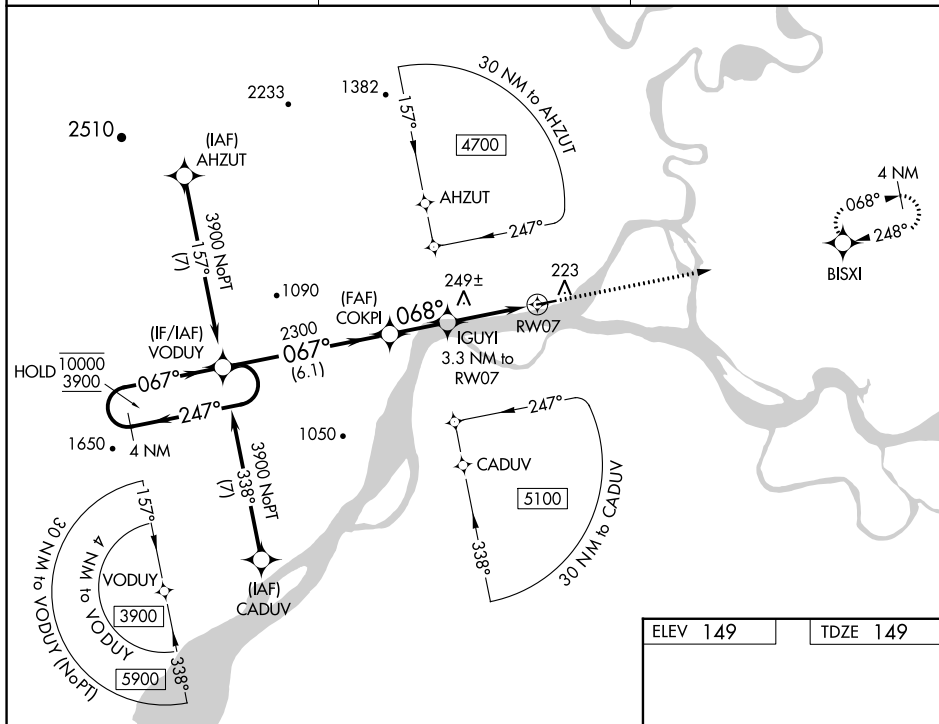 2233
1382
2510
(IAF)
AHZUT
3900 NoPT
157°
(7)
157°
30 NM to AHZUT
4700
AHZUT
247°
4 NM
068°
248°
BISXI
1090
(IF/IAF)
VODUY
2300
067°
(6.1)
(FAF)
COKPI
068°
249±
223
RW07
IGUYI
3.3 NM to
RW07
HOLD
10000
3900
067°
247°
4 NM
1650
1050
3900 NoPT
338°
(7)
(IAF)
CADUV
247°
CADUV
5100
338°
30 NM to CADUV
157°
VODUY
3900
4 NM to VODUY
5900
30 NM to VODUY (NoPT)
338°
ELEV 149
TDZE 149